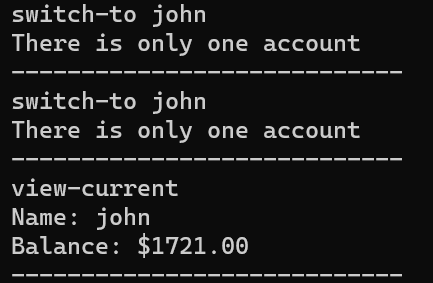 switch-to john
There is only one account
----------------------------
switch-to john
There is only one account
----------------------------
view-current
Name: john
Balance: $1721.00
----------------------------